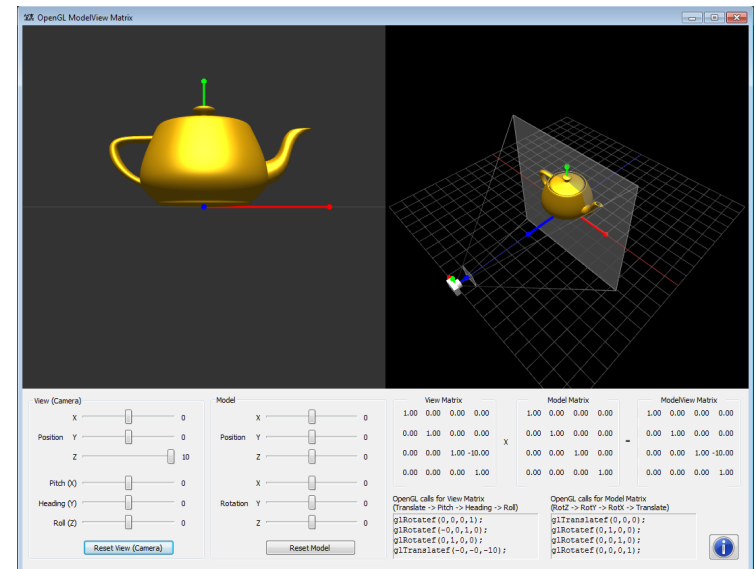 OpenGL ModelView Matrix
View (Camera)
X 0
Position Y 0
Z 10
Pitch (X) 0
Heading (Y) 0
Roll (Z) 0
Reset View (Camera)
Model
X 0
Position Y 0
Z 0
X 0
Rotation Y 0
Z 0
Reset Model
View Matrix
1.00 0.00 0.00 0.00
0.00 1.00 0.00 0.00
0.00 0.00 1.00 -10.00
0.00 0.00 0.00 1.00
X
Model Matrix
1.00 0.00 0.00 0.00
0.00 1.00 0.00 0.00
0.00 0.00 1.00 0.00
0.00 0.00 0.00 1.00
=
ModelView Matrix
1.00 0.00 0.00 0.00
0.00 1.00 0.00 0.00
0.00 0.00 1.00 -10.00
0.00 0.00 0.00 1.00
OpenGL calls for View Matrix
(Translate -> Pitch -> Heading -> Roll)
glRotatef(0,0,0,1);
glRotatef(-0,0,1,0);
glRotatef(0,1,0,0);
glTranslatef(-0,-0,-10);
OpenGL calls for Model Matrix
(RotZ -> RotY -> RotX -> Translate)
glTranslatef(0,0,0);
glRotatef(0,1,0,0);
glRotatef(0,0,1,0);
glRotatef(0,0,0,1);